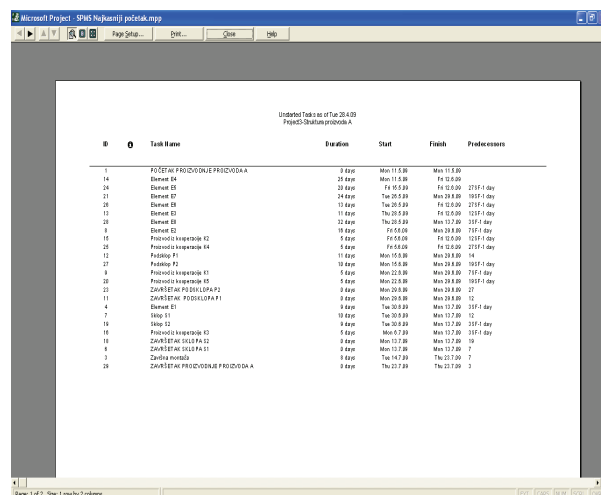 Microsoft Project - SPMS Najkasniji početak.mpp
Page Setup... Print... Close Help
Unstarted Tasks as of Tue 28.4.09
Project3-Struktura proizvoda A
ID Task Name Duration Start Finish Predecessors
1 POČETAK PROIZVODNJE PROIZVODA A 0 days Mon 11.5.09 Mon 11.5.09
14 Element E4 25 days Mon 11.5.09 Fri 12.6.09
24 Element E5 20 days Fri 15.5.09 Fri 12.6.09 27SF-1 day
21 Element E7 24 days Tue 26.5.09 Mon 29.6.09 19SF-1 day
26 Element E6 13 days Tue 26.5.09 Fri 12.6.09 27SF-1 day
13 Element E3 11 days Thu 28.5.09 Fri 12.6.09 12SF-1 day
28 Element E8 32 days Thu 28.5.09 Mon 13.7.09 3SF-1 day
8 Element E2 16 days Fri 5.6.09 Mon 29.6.09 7SF-1 day
15 Proizvod iz kooperacije K2 5 days Fri 5.6.09 Fri 12.6.09 12SF-1 day
25 Proizvod iz kooperacije K4 5 days Fri 5.6.09 Fri 12.6.09 27SF-1 day
12 Podsklop P1 11 days Mon 15.6.09 Mon 29.6.09 14
27 Podsklop P2 10 days Mon 15.6.09 Mon 29.6.09 19SF-1 day
9 Proizvod iz kooperacije K1 5 days Mon 22.6.09 Mon 29.6.09 7SF-1 day
20 Proizvod iz kooperacije K5 5 days Mon 22.6.09 Mon 29.6.09 19SF-1 day
23 ZAVRŠETAK PODSKLOPA P2 0 days Mon 29.6.09 Mon 29.6.09 27
11 ZAVRŠETAK PODSKLOPA P1 0 days Mon 29.6.09 Mon 29.6.09 12
4 Element E1 9 days Tue 30.6.09 Mon 13.7.09 3SF-1 day
7 Sklop S1 10 days Tue 30.6.09 Mon 13.7.09 12
19 Sklop S2 9 days Tue 30.6.09 Mon 13.7.09 3SF-1 day
16 Proizvod iz kooperacije K3 5 days Mon 6.7.09 Mon 13.7.09 3SF-1 day
18 ZAVRŠETAK SKLOPA S2 0 days Mon 13.7.09 Mon 13.7.09 19
6 ZAVRŠETAK SKLOPA S1 0 days Mon 13.7.09 Mon 13.7.09 7
3 Završna montaža 8 days Tue 14.7.09 Thu 23.7.09 7
29 ZAVRŠETAK PROIZVODNJE PROIZVODA A 0 days Thu 23.7.09 Thu 23.7.09 3
Page: 1 of 2 Size: 1 row by 2 columns EXT CAPS NUM SCRL OVR